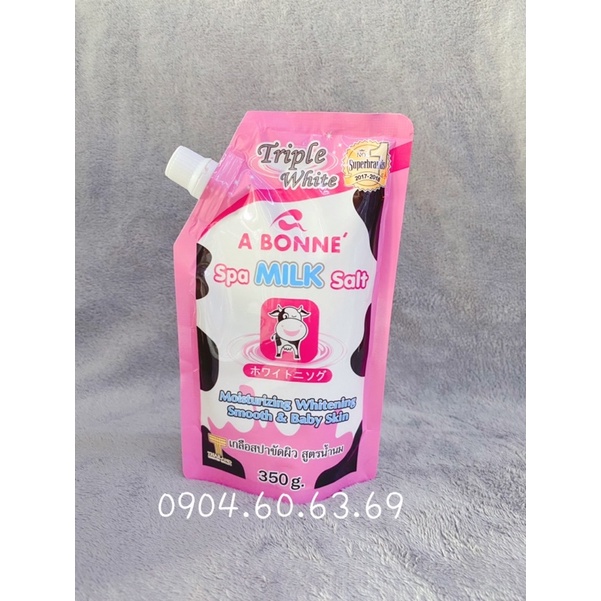 Triple
White
No.1
Superbrands
2017-2018
A BONNE'
Spa MILK Salt
ホワイトニング
Moisturizing Whitening
Smooth & Baby Skin
เกลือสปาขัดผิว สูตรน้ำนม
350 g.
0904.60.63.69